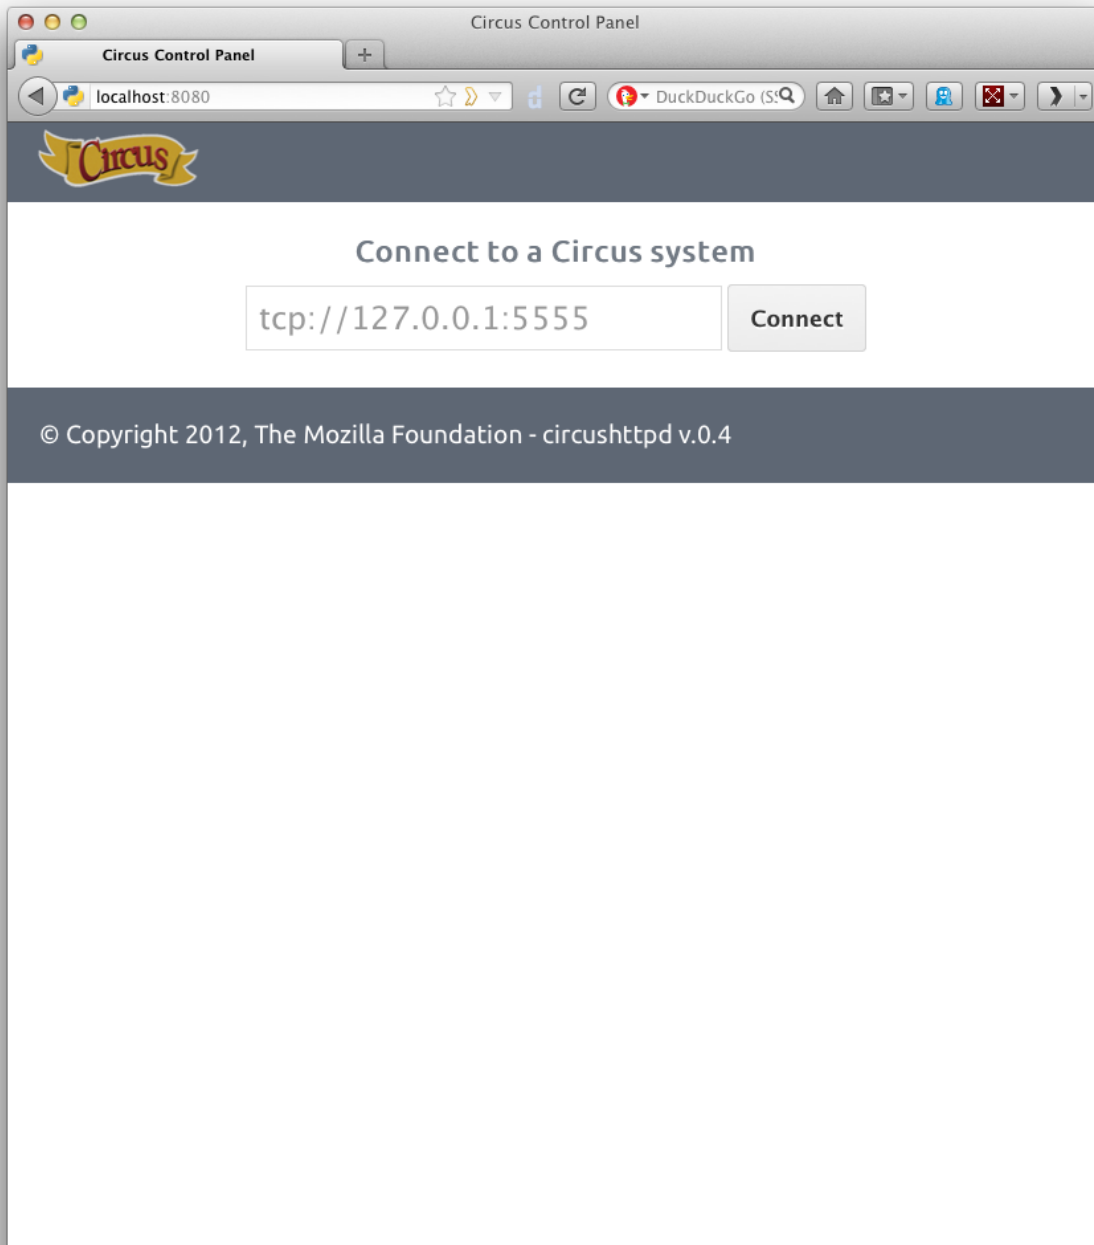 Circus Control Panel
Circus Control Panel
localhost:8080
d
DuckDuckGo (S
Circus
Connect to a Circus system
tcp://127.0.0.1:5555
Connect
© Copyright 2012, The Mozilla Foundation - circushttpd v.0.4